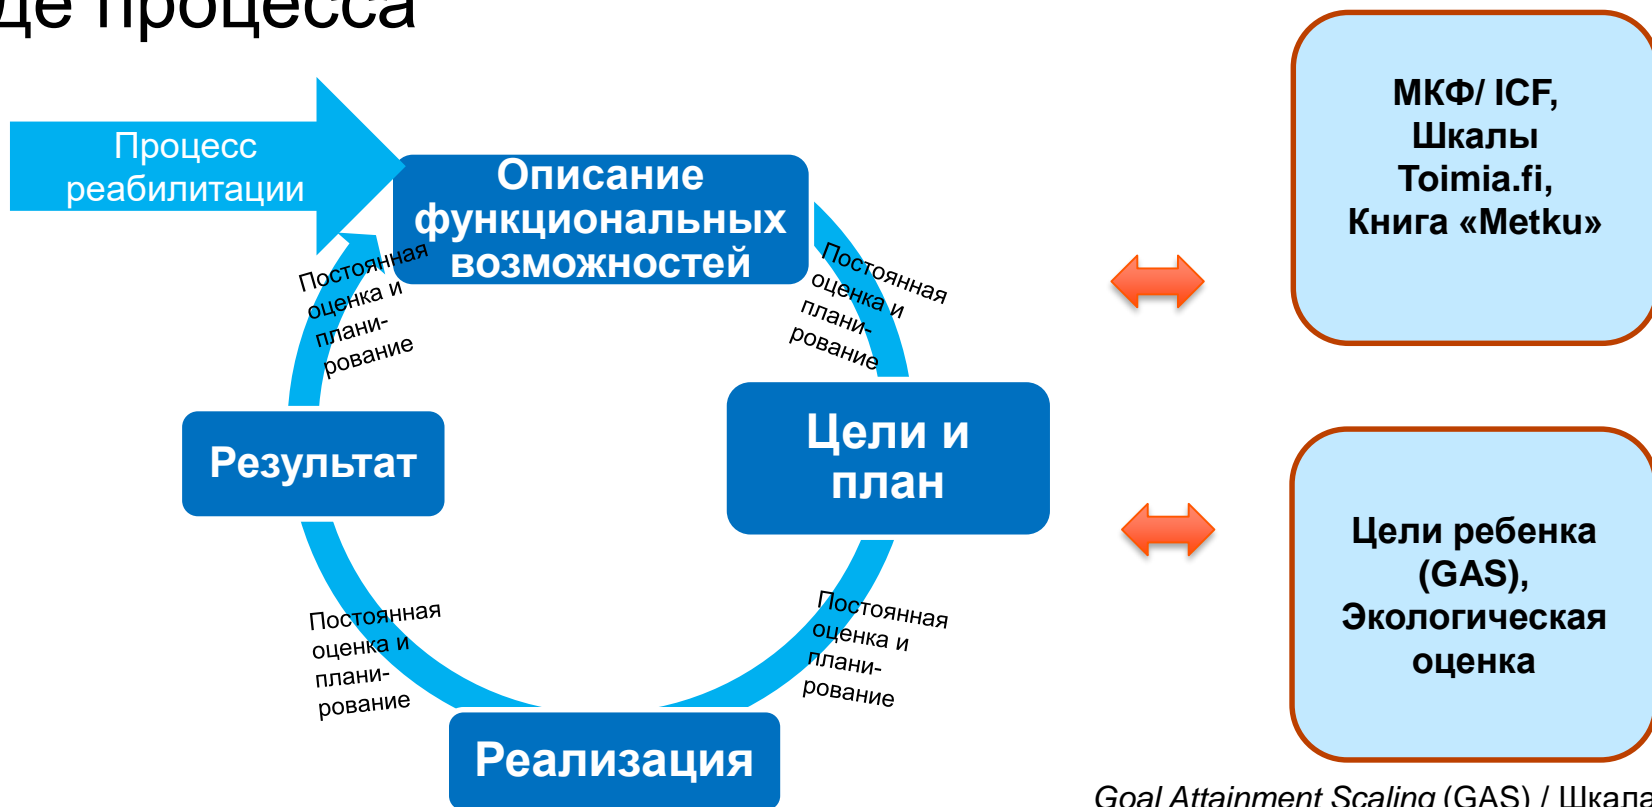 де процесса
Процесс
реабилитации
Описание
функциональных
возможностей
МКФ/ ICF,
Шкалы
Toimia.fi,
Книга «Metku»
Постоянная
оценка и
плани-
рование
Постоянная
оценка и
плани-
рование
Результат
Цели и
план
Цели ребенка
(GAS),
Экологическая
оценка
Постоянная
оценка и
плани-
рование
Постоянная
оценка и
плани-
рование
Реализация
Goal Attainment Scaling (GAS) / Шкала